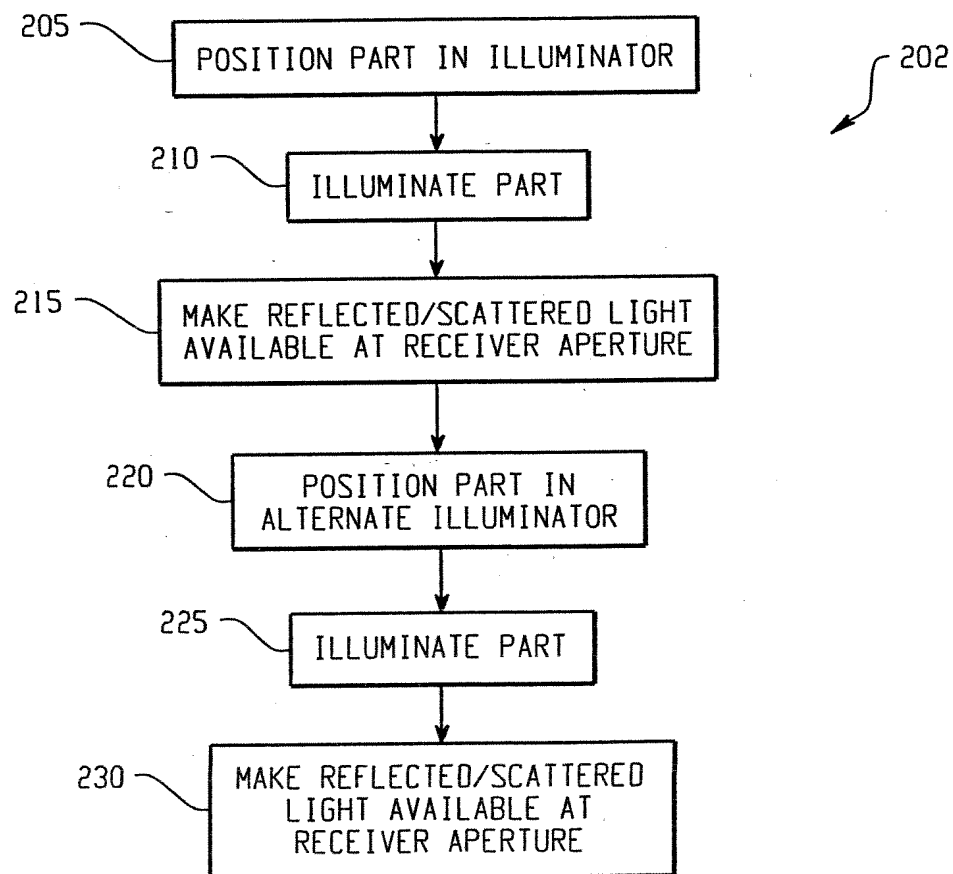 205
POSITION PART IN ILLUMINATOR
202
210
ILLUMINATE PART
215
MAKE REFLECTED/SCATTERED LIGHT
AVAILABLE AT RECEIVER APERTURE
220
POSITION PART IN
ALTERNATE ILLUMINATOR
225
ILLUMINATE PART
230
MAKE REFLECTED/SCATTERED
LIGHT AVAILABLE AT
RECEIVER APERTURE